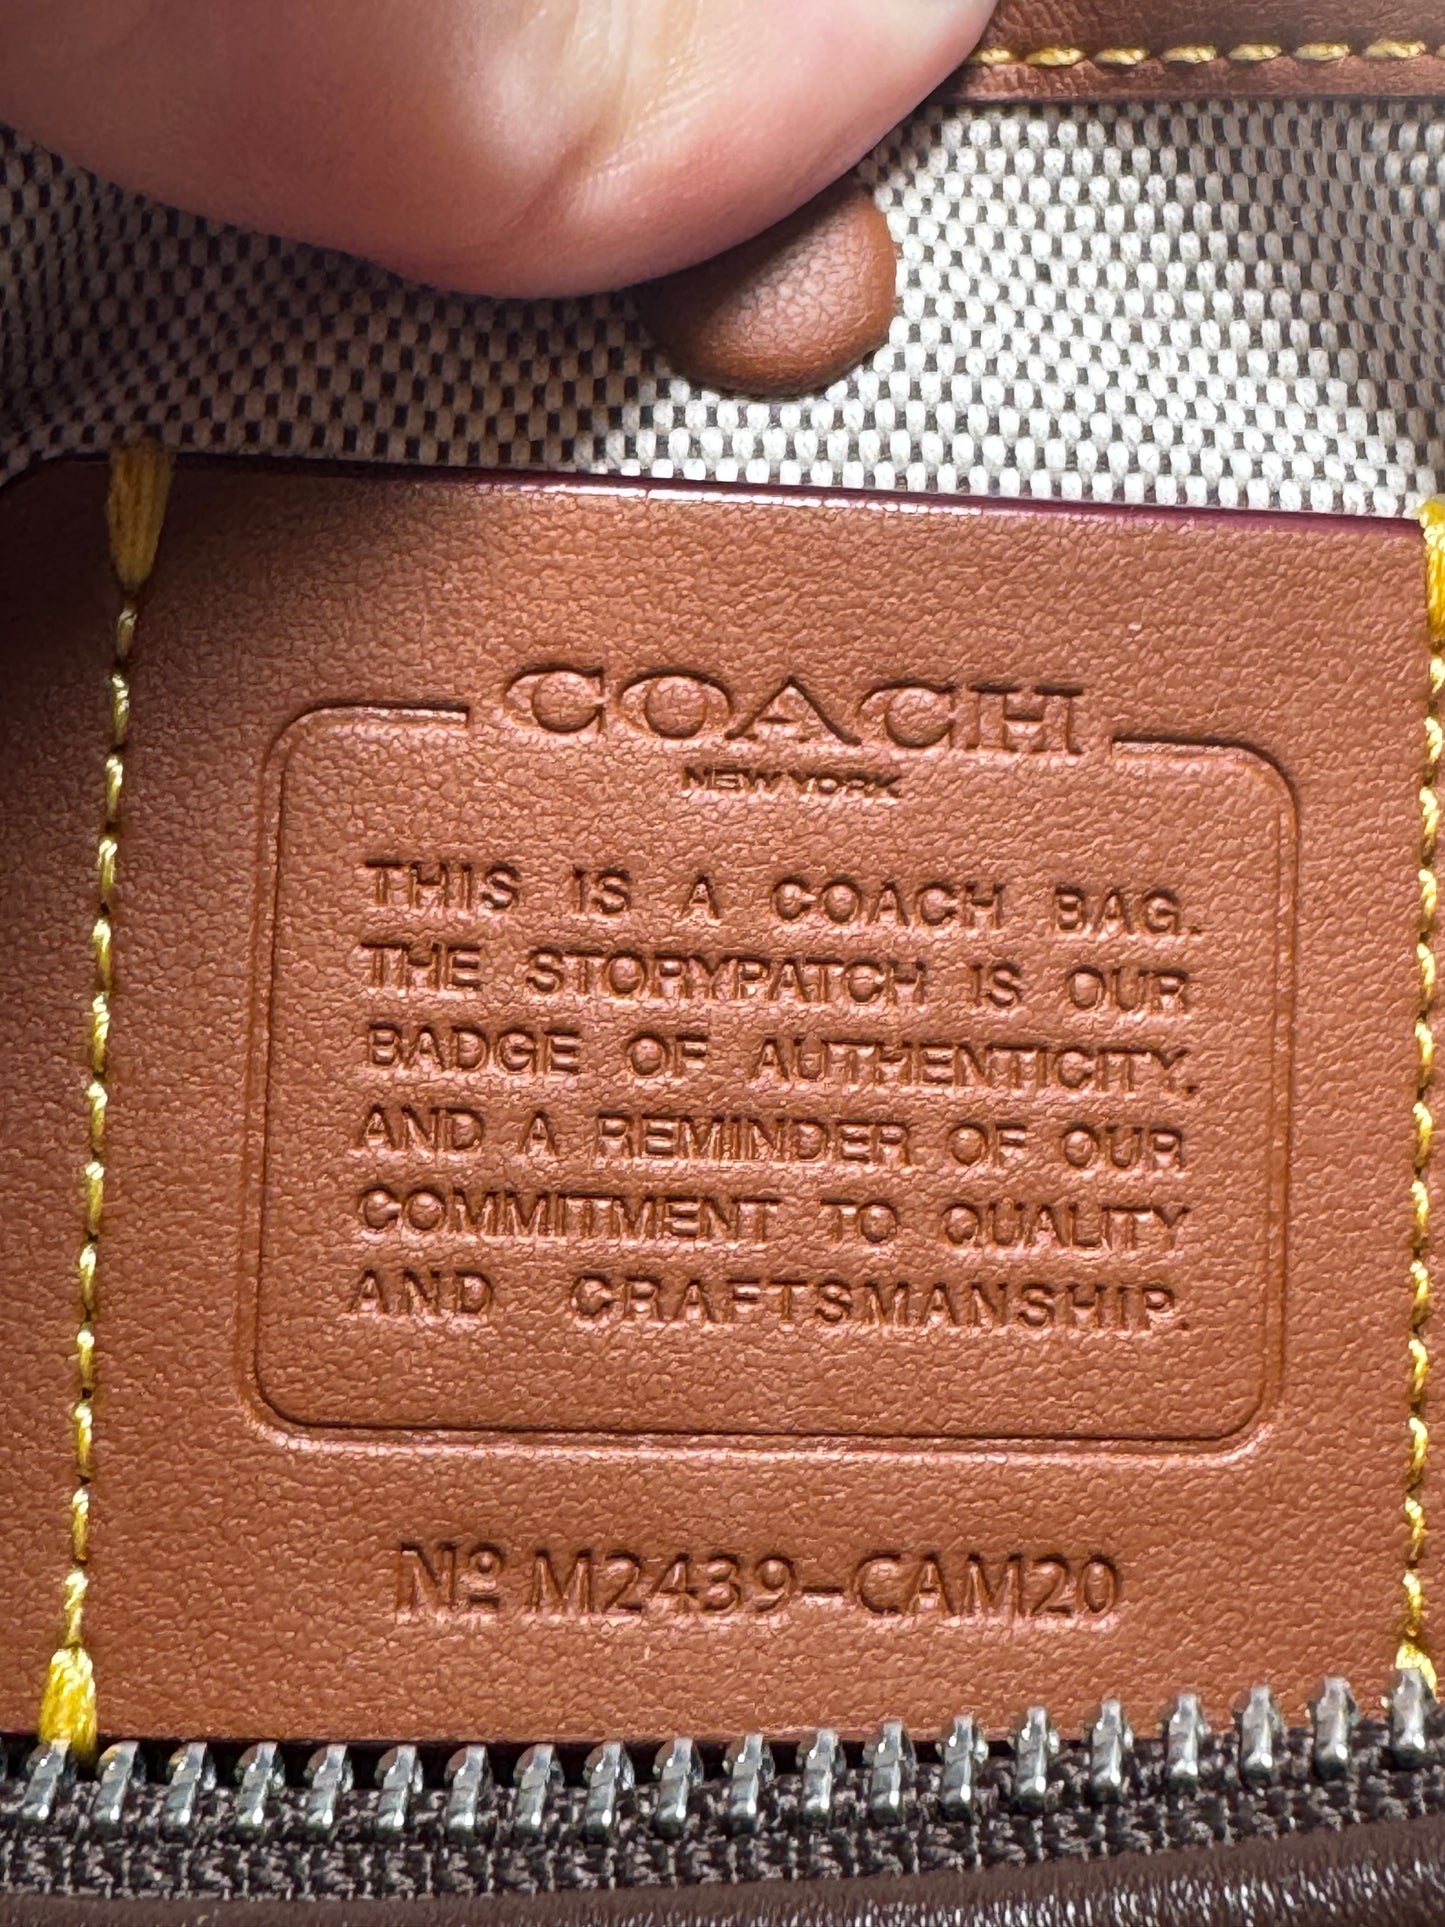 COACH
NEW YORK
THIS IS A COACH BAG.
THE STORYPATCH IS OUR
BADGE OF AUTHENTICITY,
AND A REMINDER OF OUR
COMMITMENT TO QUALITY
AND CRAFTSMANSHIP.
Nº M2439-CAM20